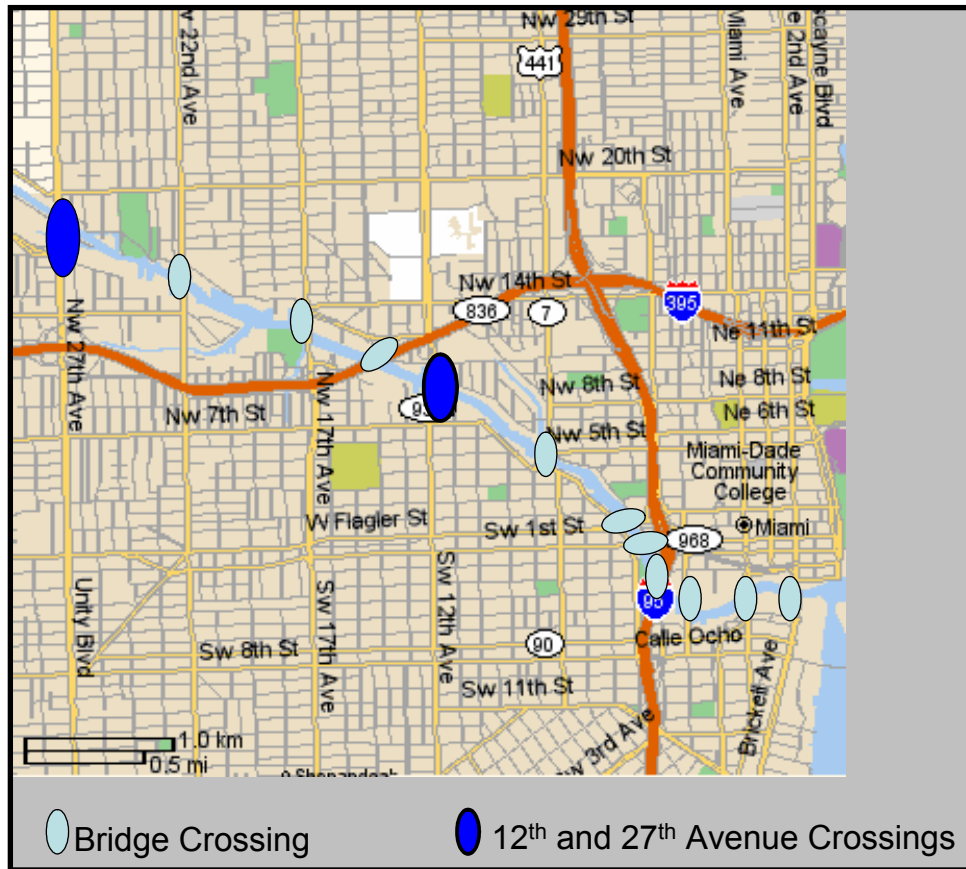 Nw 29th St
22nd Ave
Miami Ave
Ne 2nd Ave
scayne Blvd
441
Nw 20th St
Nw 14th St
395
836
7
Ne 11th St
Nw 27th Ave
Nw 17th Ave
Nw 8th St
Ne 8th St
Nw 7th St
Ne 6th St
Nw 5th St
Miami-Dade
Community
College
W Flagler St
Sw 1st St
968
Miami
Unity Blvd
Sw 17th Ave
Sw 12th Ave
95
Calle Ocho
90
Sw 8th St
Sw 11th St
Brickell Ave
3rd Ave
1.0 km
0.5 mi
Bridge Crossing
12th and 27th Avenue Crossings